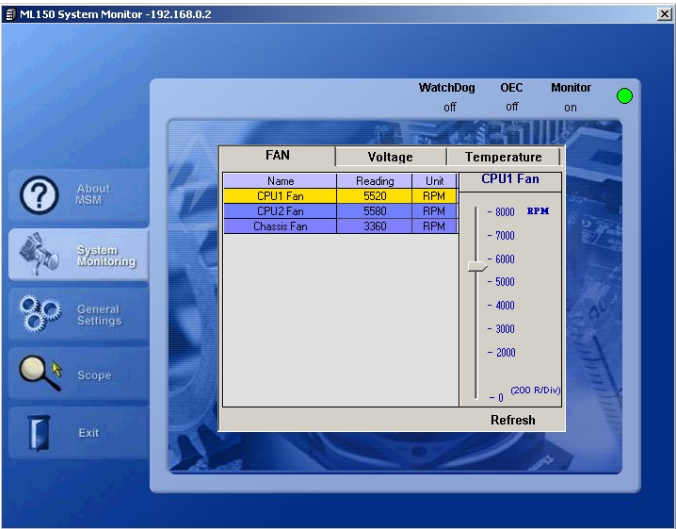 ML150 System Monitor -192.168.0.2
WatchDog OEC Monitor
off off on
FAN Voltage Temperature
Name Reading Unit
CPU1 Fan 5520 RPM
CPU2 Fan 5580 RPM
Chassis Fan 3360 RPM
CPU1 Fan
- 8000 RPM
- 7000
- 6000
- 5000
- 4000
- 3000
- 2000
- 0 (200 R/Div)
Refresh
About
MSM
System
Monitoring
General
Settings
Scope
Exit